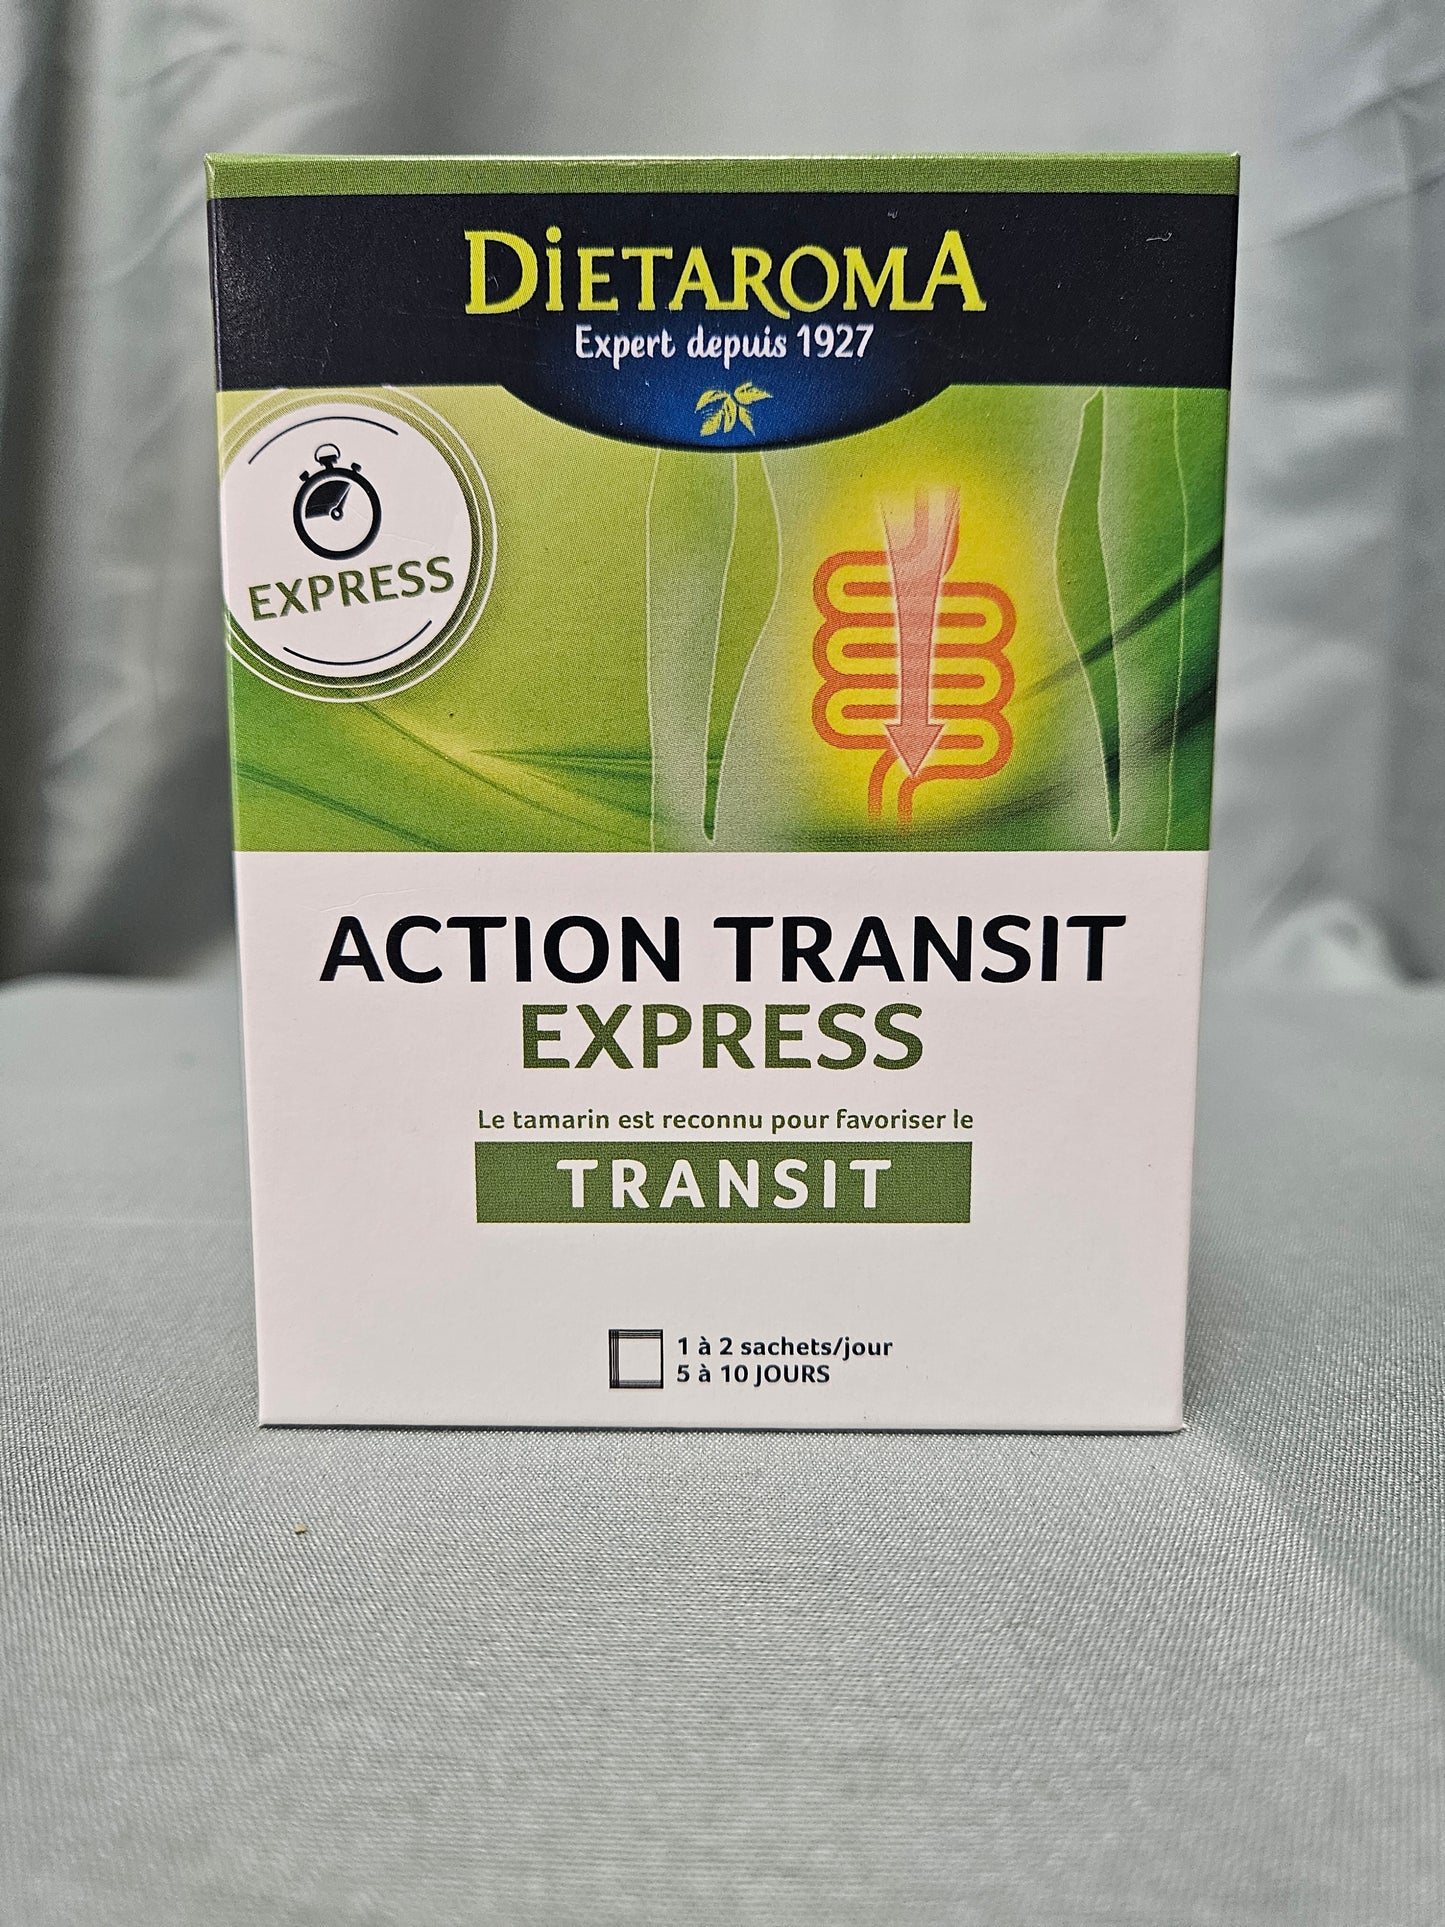 DiETAROMA
Expert depuis 1927
EXPRESS
ACTION TRANSIT
EXPRESS
Le tamarin est reconnu pour favoriser le
TRANSIT
1 à 2 sachets/jour
5 à 10 JOURS